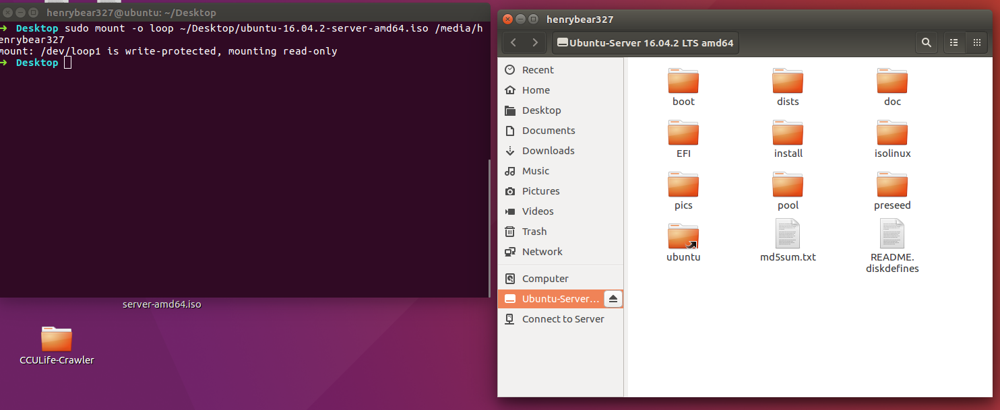 henrybear327@ubuntu: ~/Desktop
➜ Desktop sudo mount -o loop ~/Desktop/ubuntu-16.04.2-server-amd64.iso /media/h
enrybear327
mount: /dev/loop1 is write-protected, mounting read-only
➜ Desktop
server-amd64.iso
CCULife-Crawler
henrybear327
Ubuntu-Server 16.04.2 LTS amd64
Recent
Home
Desktop
Documents
Downloads
Music
Pictures
Videos
Trash
Network
Computer
Ubuntu-Server...
Connect to Server
boot
dists
doc
EFI
install
isolinux
pics
pool
preseed
ubuntu
md5sum.txt
README.
diskdefines